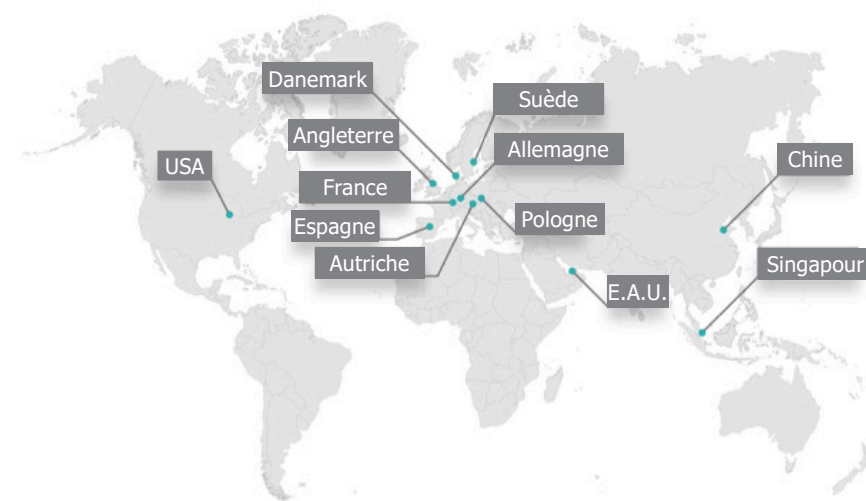 Danemark
Suède
Angleterre
Allemagne
USA
Chine
France
Espagne
Pologne
Autriche
Singapour
E.A.U.